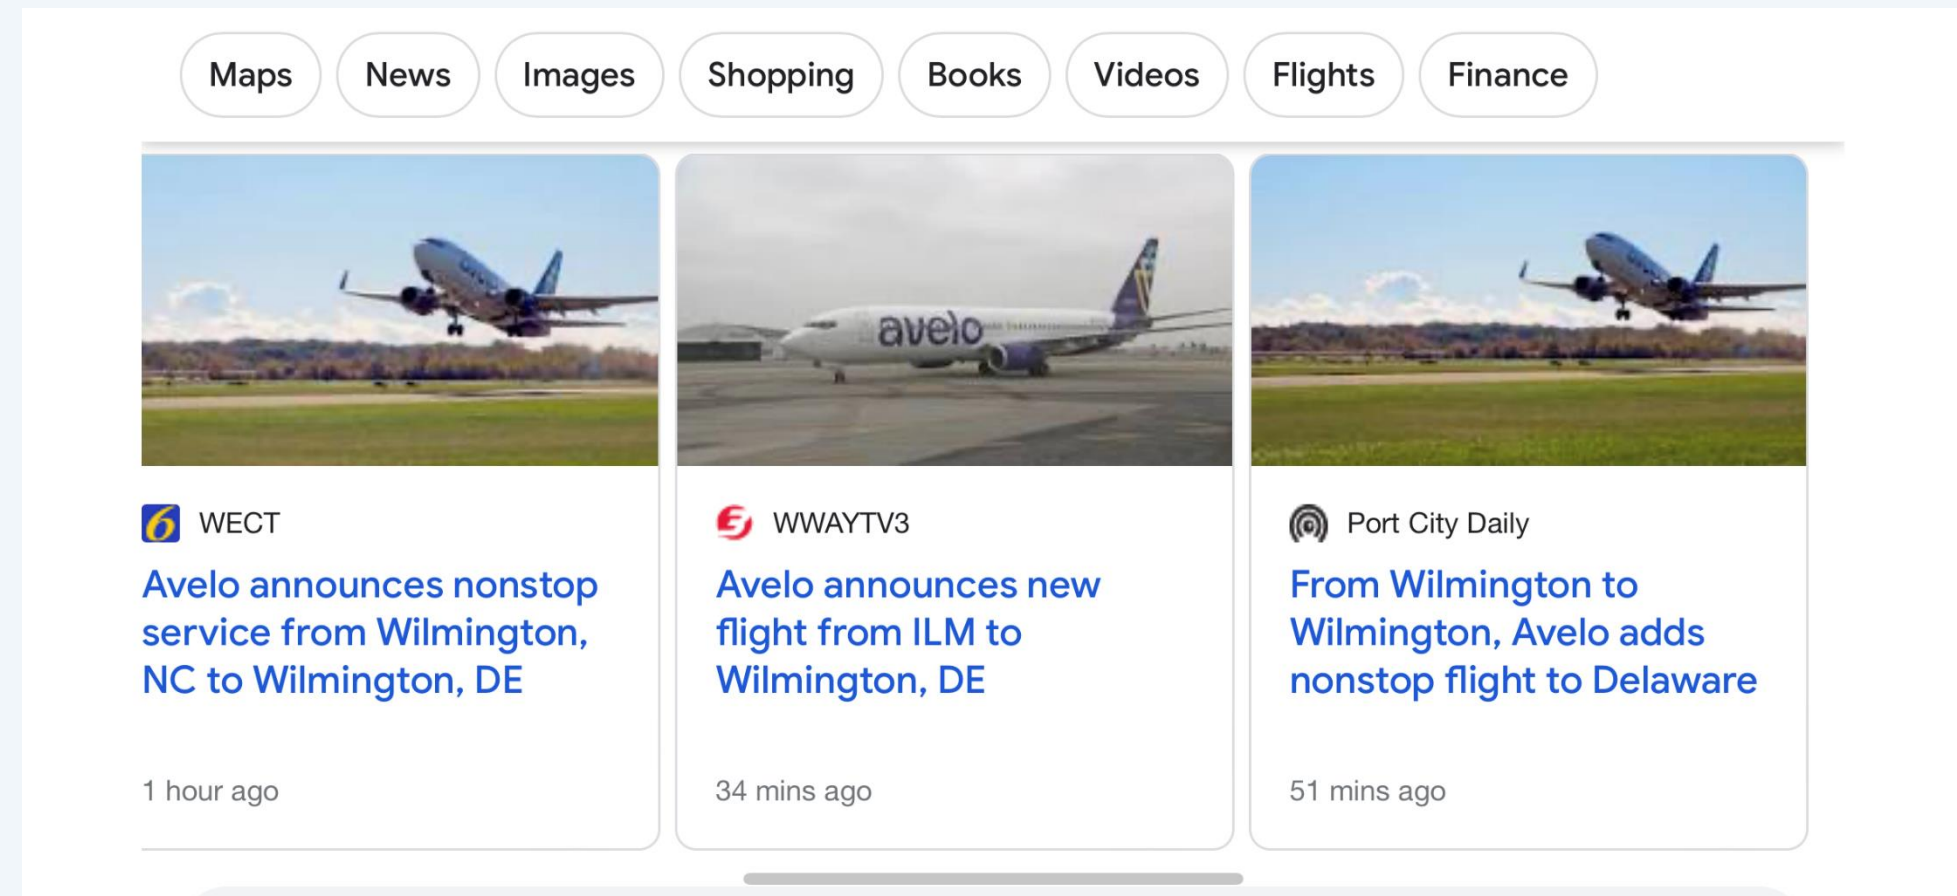 Maps News Images Shopping Books Videos Flights Finance
avelo
6 WECT
Avelo announces nonstop
service from Wilmington,
NC to Wilmington, DE
1 hour ago
3 WWAYTV3
Avelo announces new
flight from ILM to
Wilmington, DE
34 mins ago
Port City Daily
From Wilmington to
Wilmington, Avelo adds
nonstop flight to Delaware
51 mins ago